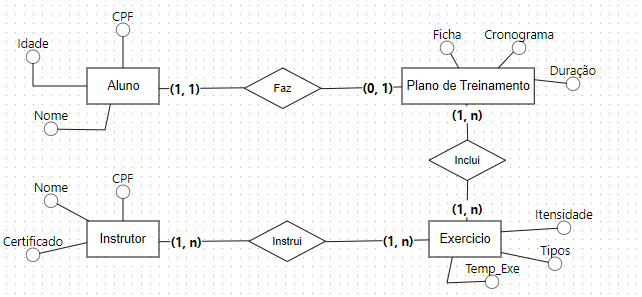 CPF
Idade
Ficha
Cronograma
Duração
Aluno
(1, 1)
Faz
(0, 1)
Plano de Treinamento
Nome
(1, n)
Inclui
Nome
CPF
(1, n)
Itensidade
Certificado
Instrutor
(1, n)
Instrui
(1, n)
Exercicio
Tipos
Temp_Exe